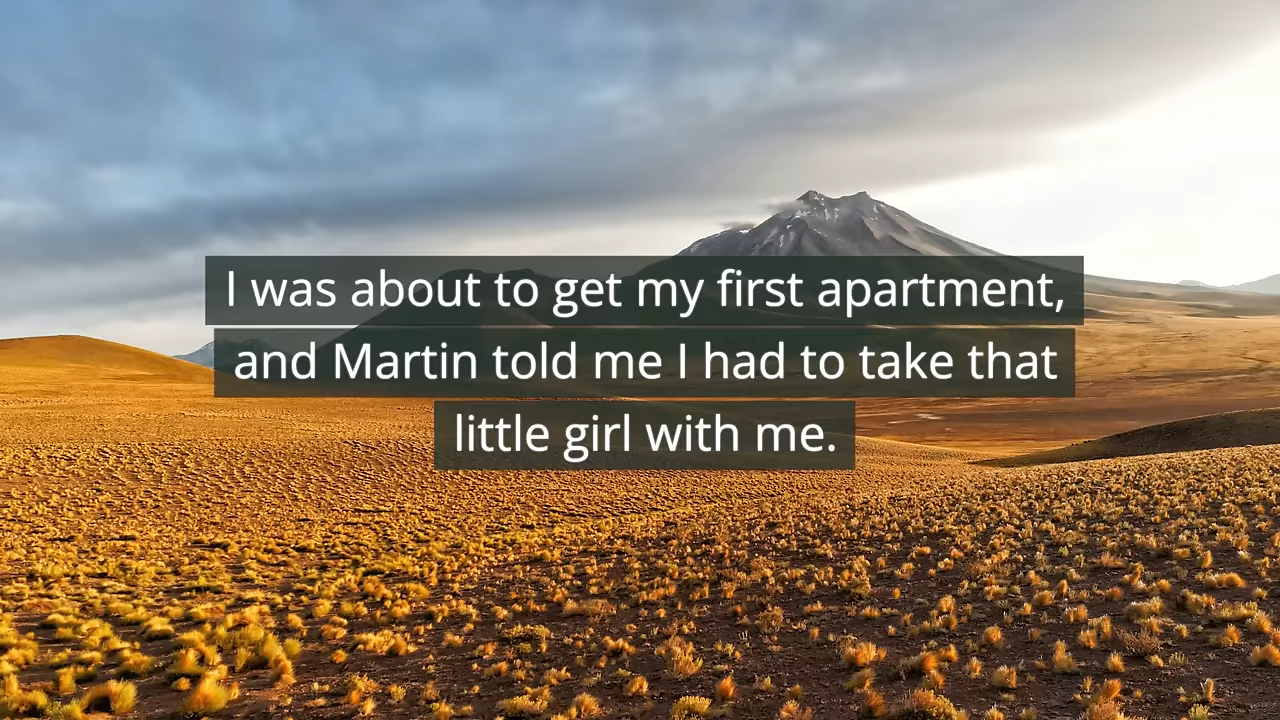 I was about to get my first apartment,
and Martin told me I had to take that
little girl with me.